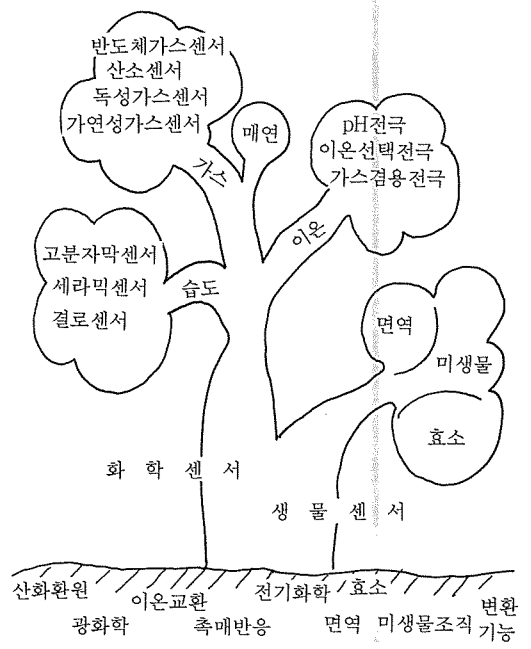 반도체가스센서
산소센서
독성가스센서
가연성가스센서
가스
매연
pH전극
이온선택전극
가스겸용전극
이온
고분자막센서
세라믹센서
결로센서
습도
면역
미생물
효소
화 학 센 서
생 물 센 서
산화환원
이온교환
전기화학
효소
광화학
촉매반응
면역
미생물조직
변환
기능